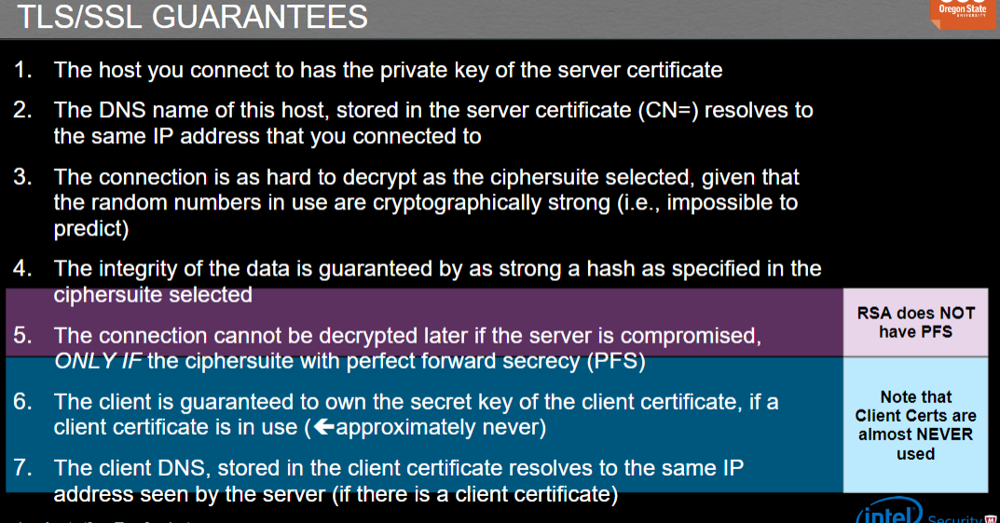 TLS/SSL GUARANTEES
Oregon State
UNIVERSITY
1. The host you connect to has the private key of the server certificate
2. The DNS name of this host, stored in the server certificate (CN=) resolves to
the same IP address that you connected to
3. The connection is as hard to decrypt as the ciphersuite selected, given that
the random numbers in use are cryptographically strong (i.e., impossible to
predict)
4. The integrity of the data is guaranteed by as strong a hash as specified in the
ciphersuite selected
RSA does NOT
have PFS
5. The connection cannot be decrypted later if the server is compromised,
ONLY IF the ciphersuite with perfect forward secrecy (PFS)
6. The client is guaranteed to own the secret key of the client certificate, if a
client certificate is in use (←approximately never)
Note that
Client Certs are
almost NEVER
used
7. The client DNS, stored in the client certificate resolves to the same IP
address seen by the server (if there is a client certificate)
intel Security